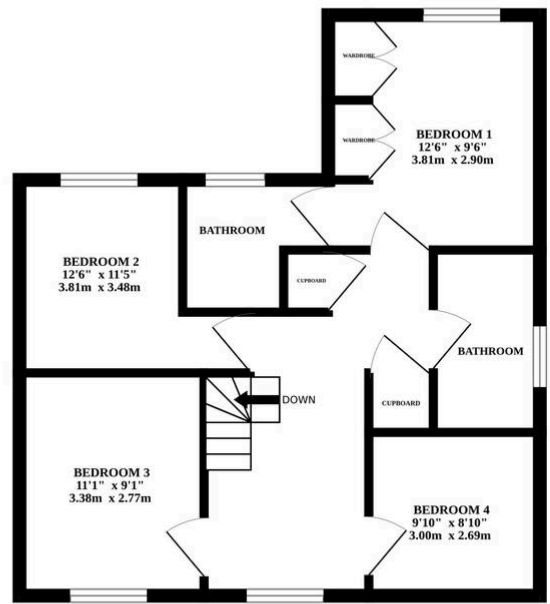 WARDROBE
WARDROBE
BEDROOM 1
12'6" x 9'6"
3.81m x 2.90m
BATHROOM
BEDROOM 2
12'6" x 11'5"
3.81m x 3.48m
CUPBOARD
BATHROOM
DOWN
CUPBOARD
BEDROOM 3
11'1" x 9'1"
3.38m x 2.77m
BEDROOM 4
9'10" x 8'10"
3.00m x 2.69m